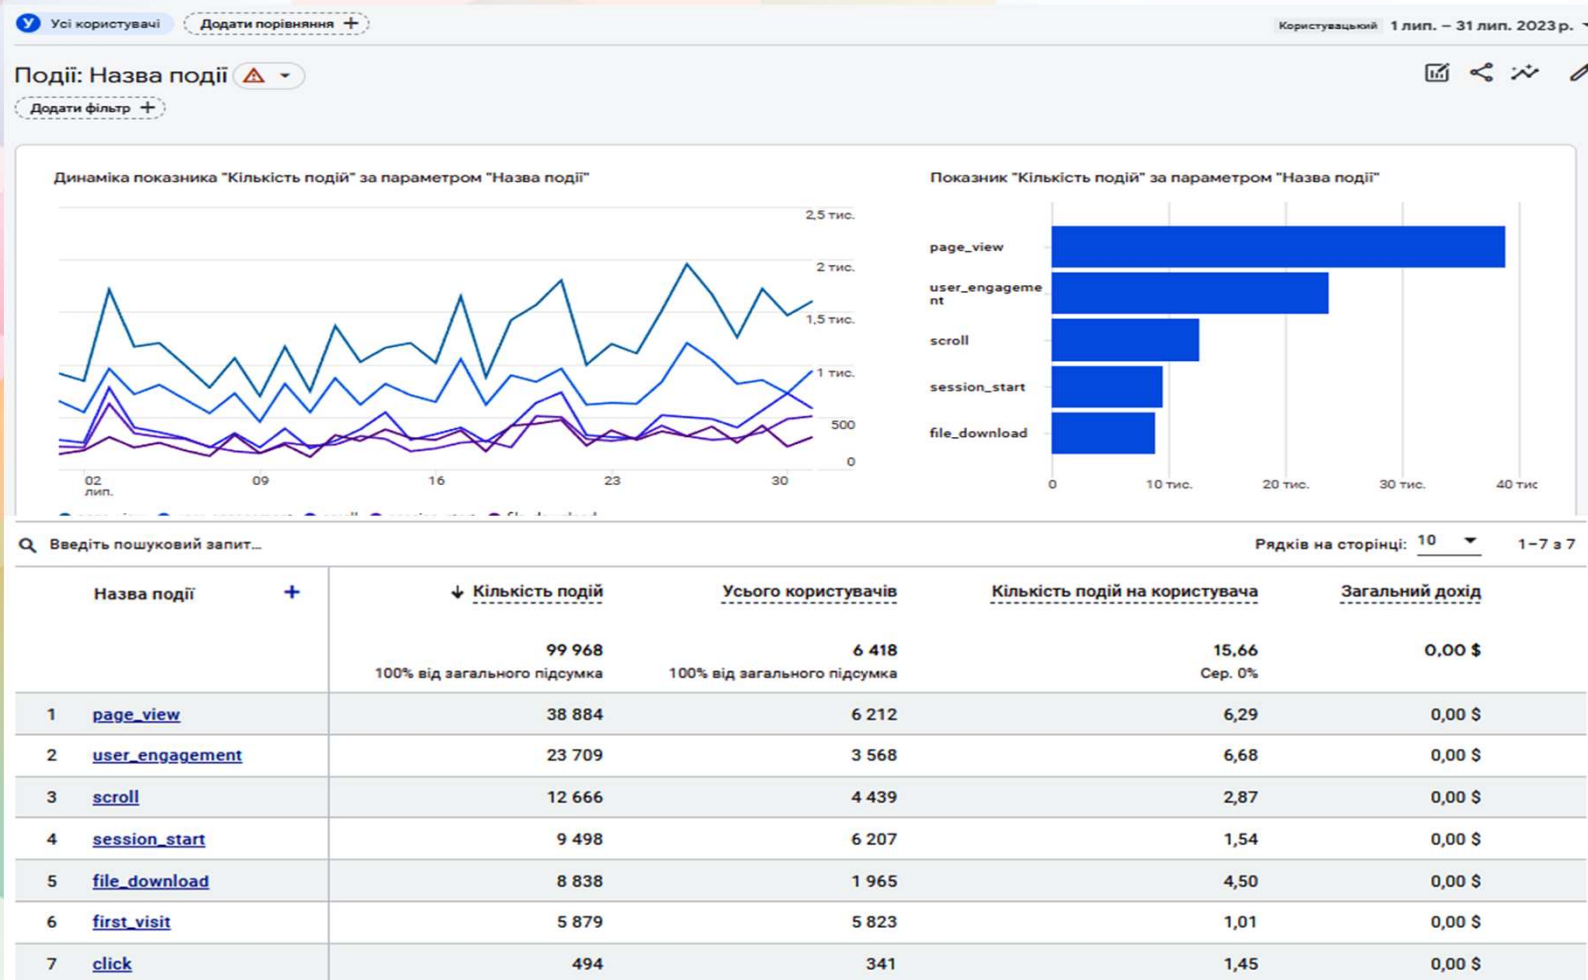 У Усі користувачі Додати порівняння + Користувацький 1 лип. – 31 лип. 2023 р.
Події: Назва події
Додати фільтр +
Динаміка показника "Кількість подій" за параметром "Назва події"
2,5 тис.
2 тис.
1,5 тис.
1 тис.
500
0
02 09 16 23 30
лип.
Показник "Кількість подій" за параметром "Назва події"
page_view
user_engageme
nt
scroll
session_start
file_download
0 10 тис. 20 тис. 30 тис. 40 тис
Введіть пошуковий запит… Рядків на сторінці: 10 1–7 з 7
Назва події + Кількість подій Усього користувачів Кількість подій на користувача Загальний дохід
99 968 6 418 15,66 0,00 $
100% від загального підсумка 100% від загального підсумка Сер. 0%
1 page_view 38 884 6 212 6,29 0,00 $
2 user_engagement 23 709 3 568 6,68 0,00 $
3 scroll 12 666 4 439 2,87 0,00 $
4 session_start 9 498 6 207 1,54 0,00 $
5 file_download 8 838 1 965 4,50 0,00 $
6 first_visit 5 879 5 823 1,01 0,00 $
7 click 494 341 1,45 0,00 $